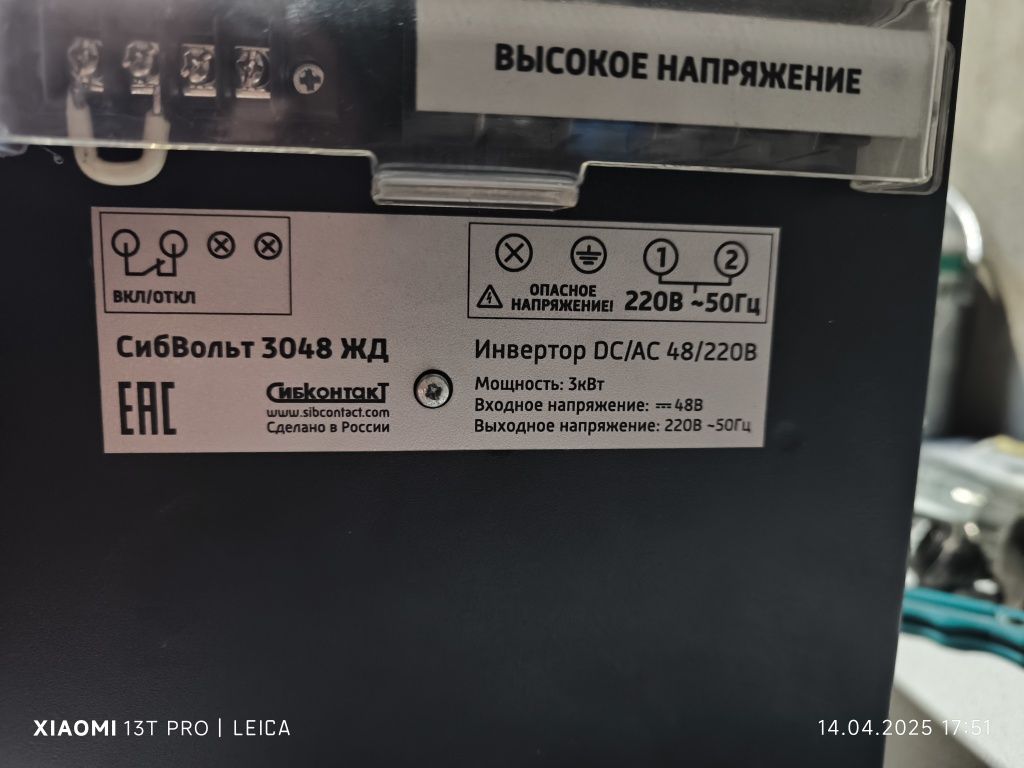 ВЫСОКОЕ НАПРЯЖЕНИЕ
ВКЛ/ОТКЛ
1 2
ОПАСНОЕ
НАПРЯЖЕНИЕ!
220В ~50Гц
СибВольт 3048 ЖД
Инвертор DC/AC 48/220В
ЕАС
СибконтакТ
www.sibcontact.com
Сделано в России
Мощность: 3кВт
Входное напряжение: 48В
Выходное напряжение: 220В ~50Гц
XIAOMI 13T PRO | LEICA
14.04.2025 17:51